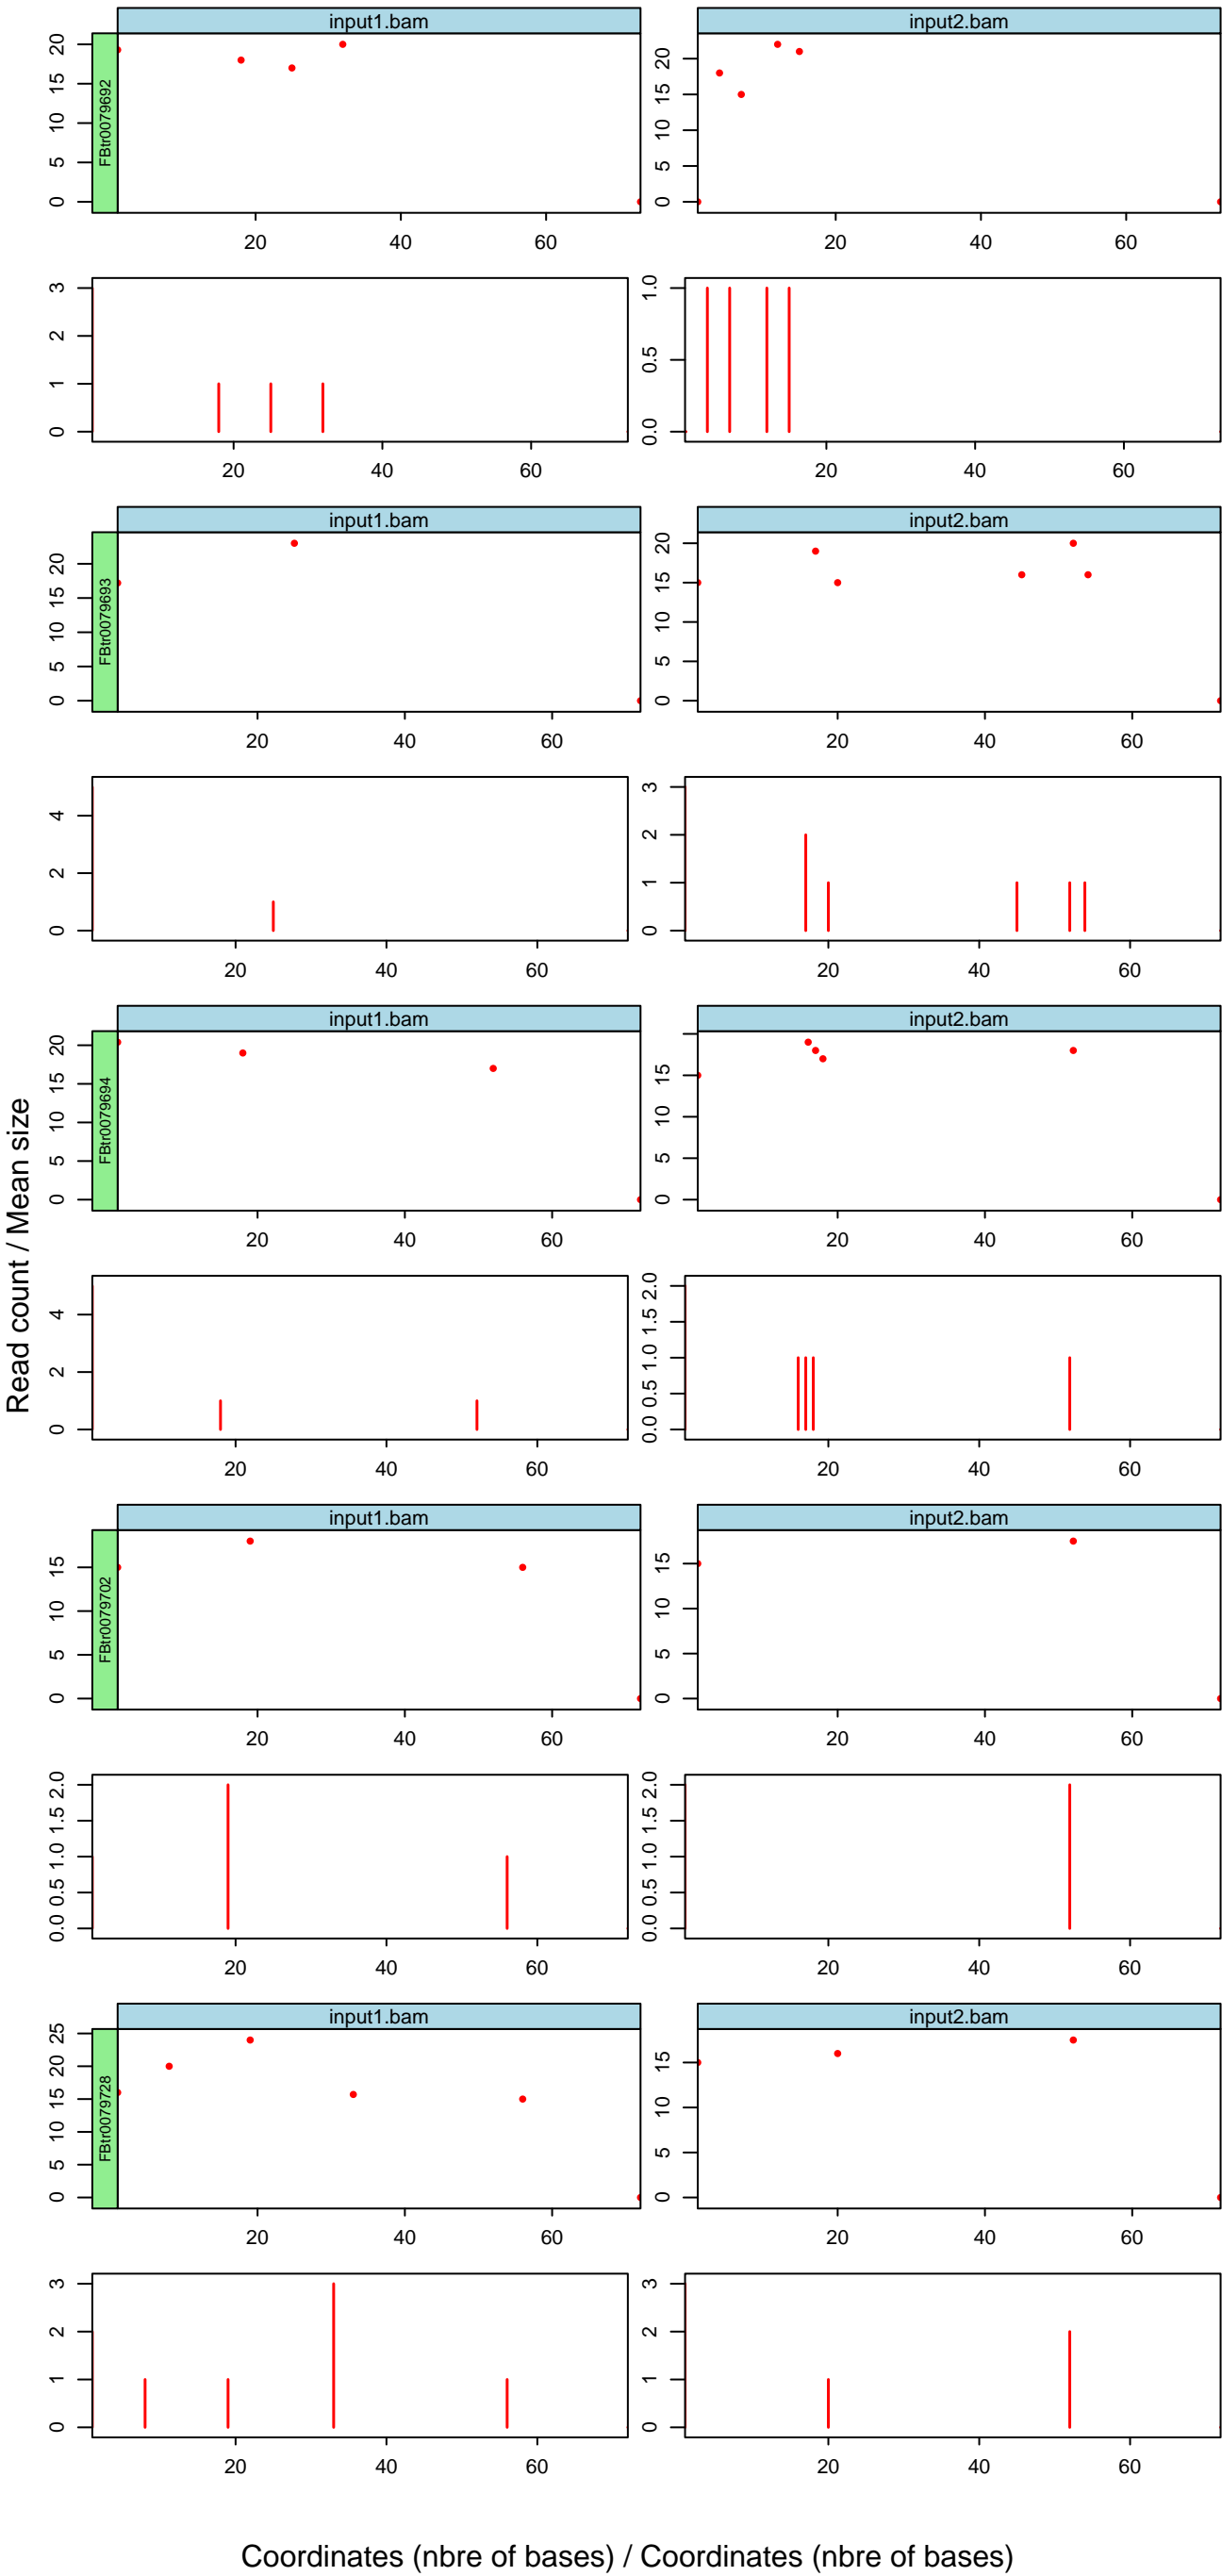 input1.bam input2.bam
FBtr0079692
0 5 10 15 20
0 5 10 15 20
20 40 60 20 40 60
0 1 2 3
0.0 0.5 1.0
20 40 60 20 40 60
input1.bam input2.bam
FBtr0079693
0 5 10 15 20
0 5 10 15 20
20 40 60 20 40 60
0 2 4
0 1 2 3
20 40 60 20 40 60
input1.bam input2.bam
FBtr0079694
0 5 10 15 20
0 5 10 15
20 40 60 20 40 60
0 2 4
0.0 0.5 1.0 1.5 2.0
20 40 60 20 40 60
Read count / Mean size
input1.bam input2.bam
FBtr0079702
0 5 10 15
0 5 10 15
20 40 60 20 40 60
0.0 0.5 1.0 1.5 2.0
0.0 0.5 1.0 1.5 2.0
20 40 60 20 40 60
input1.bam input2.bam
FBtr0079728
0 5 10 15 20 25
0 5 10 15
20 40 60 20 40 60
0 1 2 3
0 1 2 3
20 40 60 20 40 60
Coordinates (nbre of bases) / Coordinates (nbre of bases)